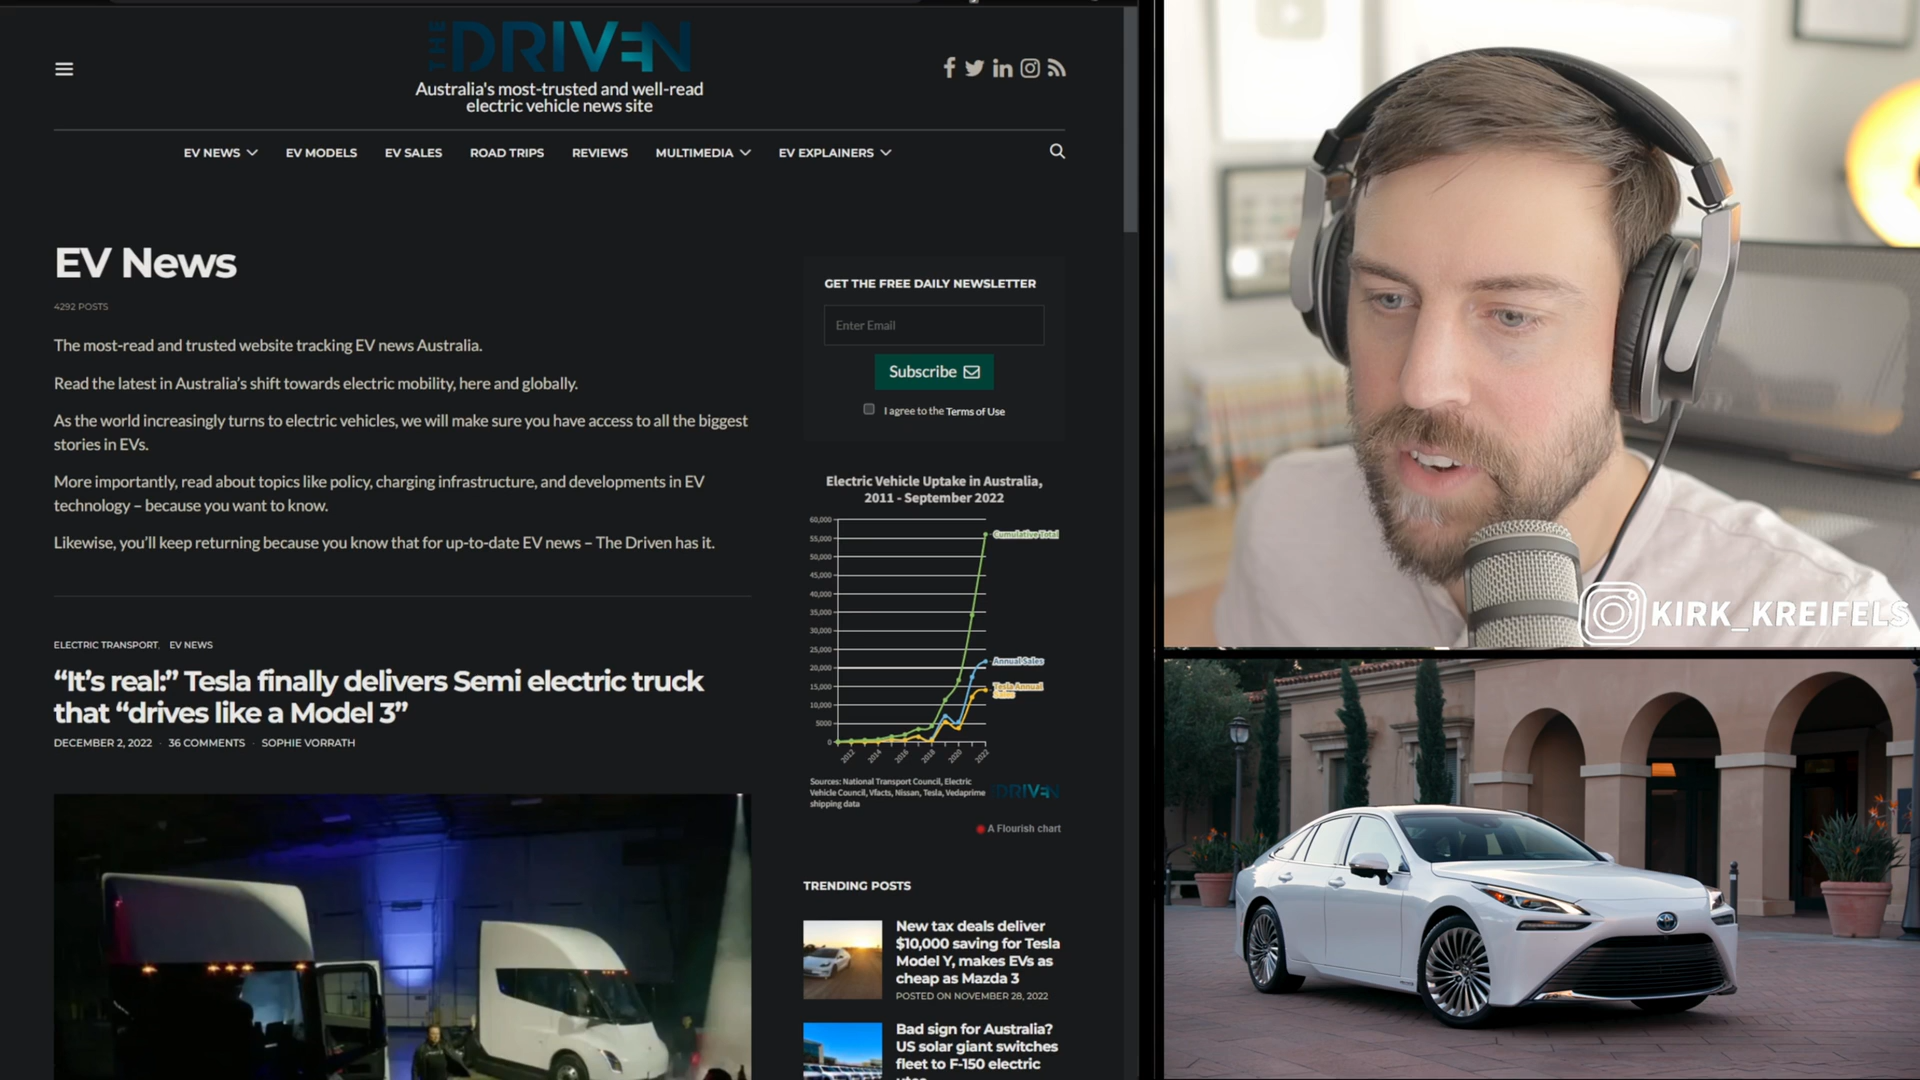 THE DRIVEN
Australia's most-trusted and well-read
electric vehicle news site
EV NEWS
EV MODELS
EV SALES
ROAD TRIPS
REVIEWS
MULTIMEDIA
EV EXPLAINERS
EV News
4292 POSTS
The most-read and trusted website tracking EV news Australia.
Read the latest in Australia’s shift towards electric mobility, here and globally.
As the world increasingly turns to electric vehicles, we will make sure you have access to all the biggest
stories in EVs.
More importantly, read about topics like policy, charging infrastructure, and developments in EV
technology – because you want to know.
Likewise, you’ll keep returning because you know that for up-to-date EV news – The Driven has it.
ELECTRIC TRANSPORT, EV NEWS
“It’s real:” Tesla finally delivers Semi electric truck
that “drives like a Model 3”
DECEMBER 2, 2022 · 36 COMMENTS · SOPHIE VORRATH
GET THE FREE DAILY NEWSLETTER
Enter Email
Subscribe
I agree to the Terms of Use
Electric Vehicle Uptake in Australia,
2011 - September 2022
60,000
55,000
50,000
45,000
40,000
35,000
30,000
25,000
20,000
15,000
10,000
5000
0
Cumulative Total
Annual Sales
Tesla Annual
Sales
2012
2014
2016
2018
2020
2022
Sources: National Transport Council, Electric
Vehicle Council, Vfacts, Nissan, Tesla, Vedaprime
shipping data
DRIVEN
A Flourish chart
TRENDING POSTS
New tax deals deliver
$10,000 saving for Tesla
Model Y, makes EVs as
cheap as Mazda 3
POSTED ON NOVEMBER 28, 2022
Bad sign for Australia?
US solar giant switches
fleet to F-150 electric
KIRK_KREIFELS